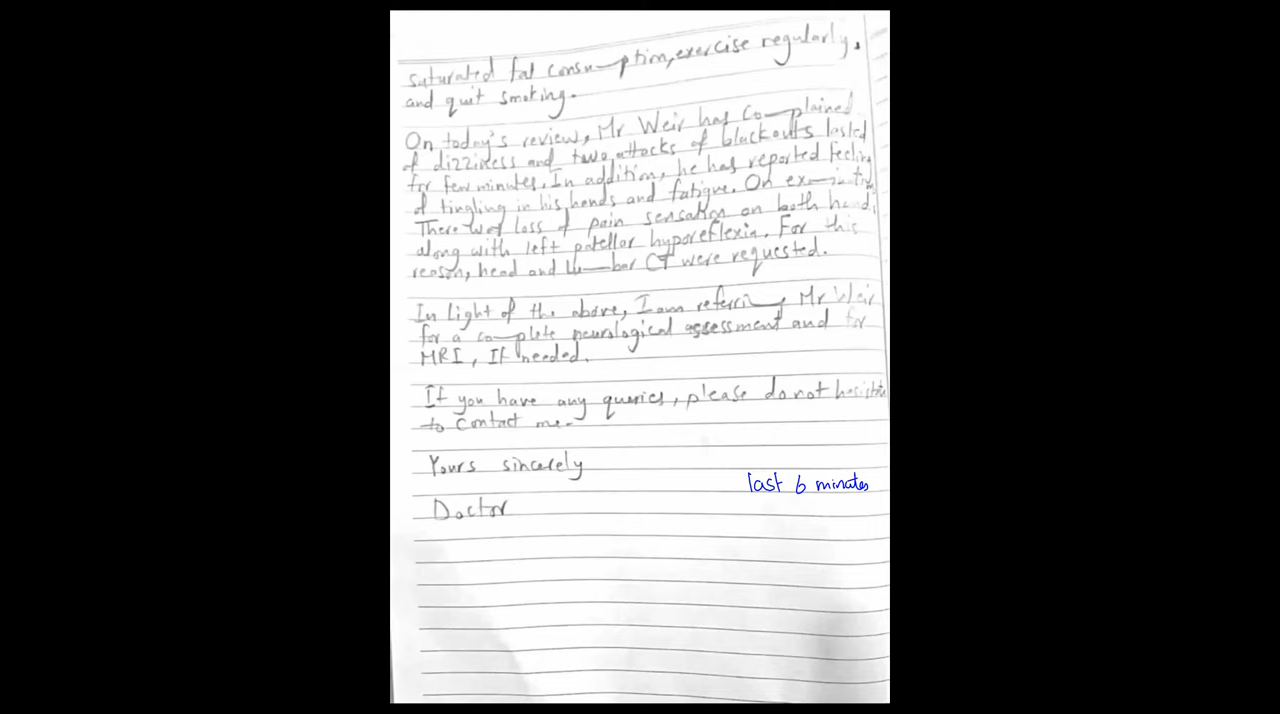 saturated fat consumption, exercise regularly,
and quit smoking.
On today's review, Mr Weir has complained
of dizziness and two attacks of blackouts lasted
for few minutes. In addition, he has reported feeling
of tingling in his hands and fatigue. On examination
There was loss of pain sensation on both hand,
along with left patellar hyporeflexia. For this
reason, head and lumbar CT were requested.
In Light of the above, I am referring Mr Weir
for a complete neurological assessment and for
MRI, If needed.
If you have any queries, please do not
to contact me.
Yours sincerely
last 6 minutes
Doctor